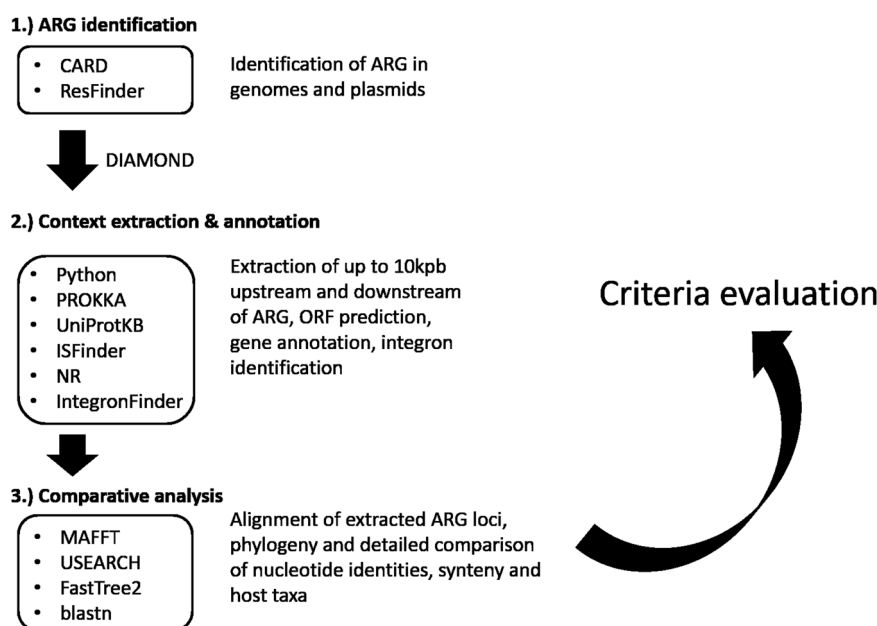 1.) ARG identification
• CARD
• ResFinder
Identification of ARG in
genomes and plasmids
DIAMOND
2.) Context extraction & annotation
• Python
• PROKKA
• UniProtKB
• ISFinder
• NR
• IntegronFinder
Extraction of up to 10kpb
upstream and downstream
of ARG, ORF prediction,
gene annotation, integron
identification
Criteria evaluation
3.) Comparative analysis
• MAFFT
• USEARCH
• FastTree2
• blastn
Alignment of extracted ARG loci,
phylogeny and detailed comparison
of nucleotide identities, synteny and
host taxa